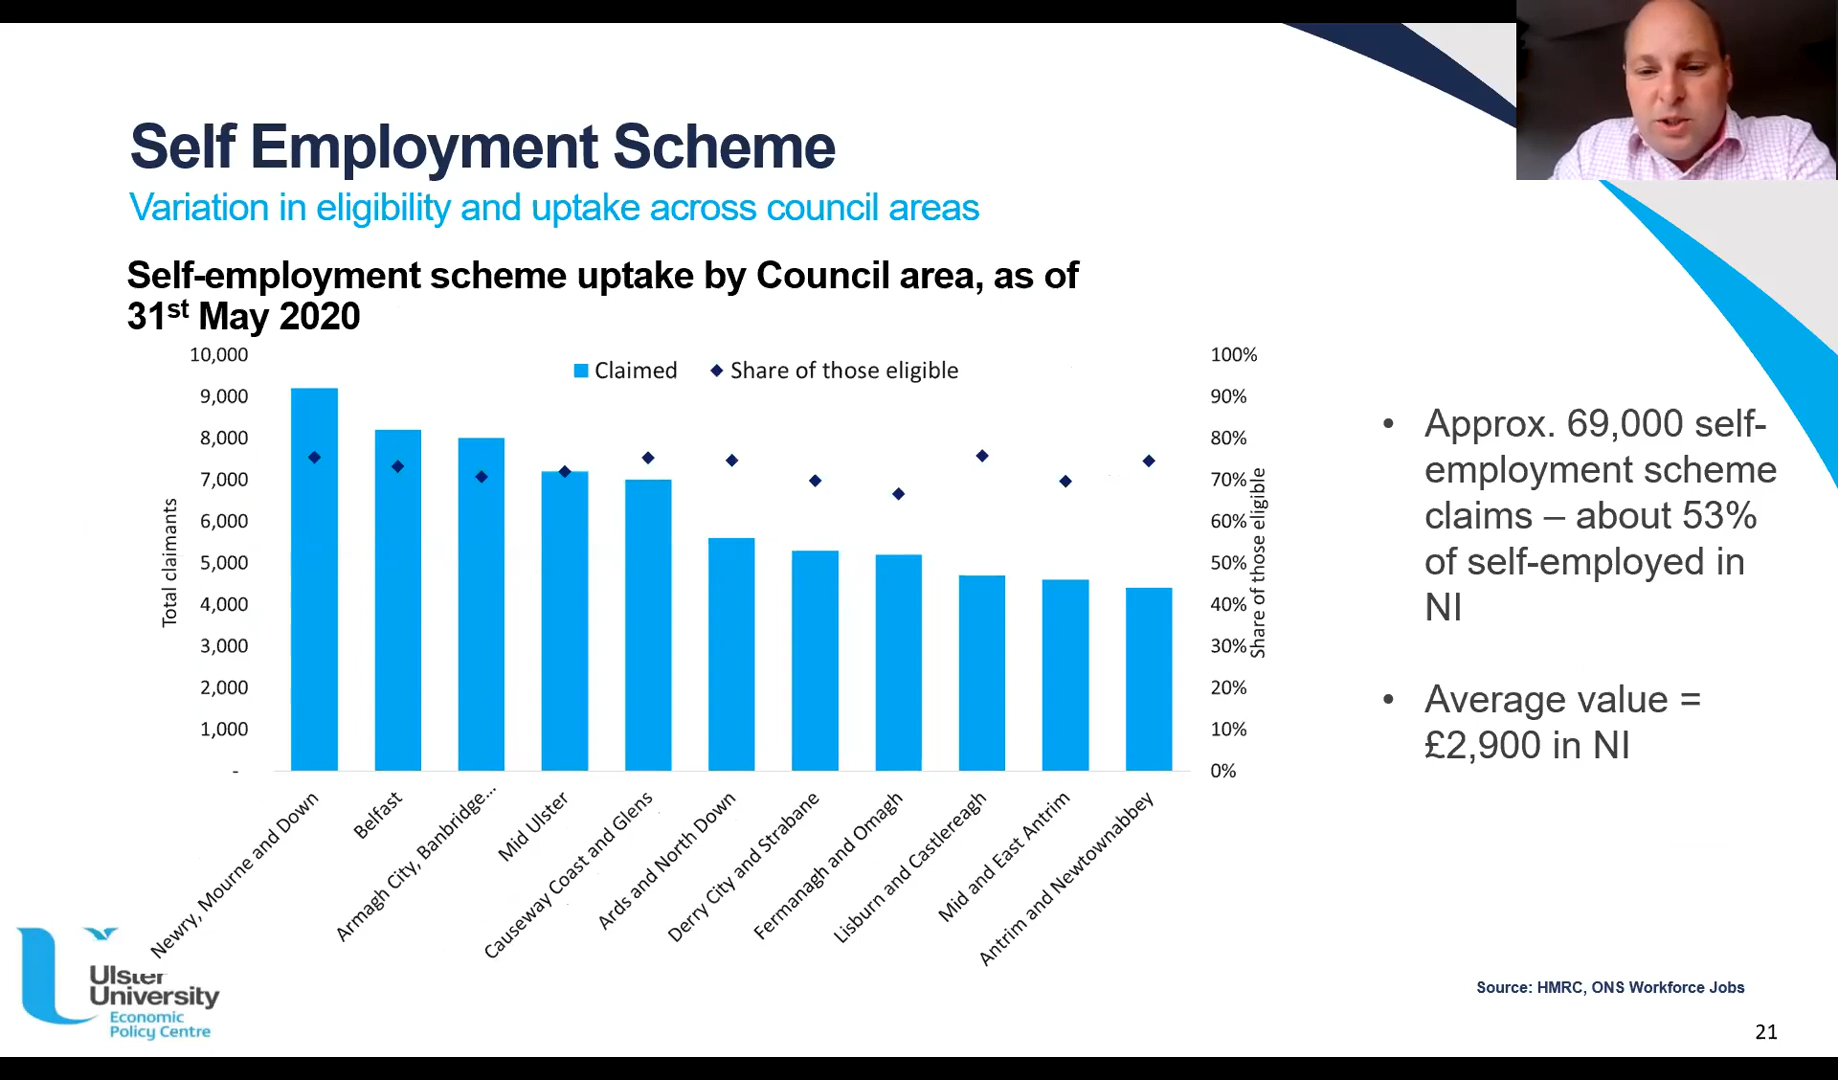 Self Employment Scheme
Variation in eligibility and uptake across council areas
Self-employment scheme uptake by Council area, as of
31st May 2020
Claimed
Share of those eligible
Total claimants
10,000
9,000
8,000
7,000
6,000
5,000
4,000
3,000
2,000
1,000
-
100%
90%
80%
70%
60%
50%
40%
30%
20%
10%
0%
Share of those eligible
Newry, Mourne and Down
Belfast
Armagh City, Banbridge...
Mid Ulster
Causeway Coast and Glens
Ards and North Down
Derry City and Strabane
Fermanagh and Omagh
Lisburn and Castlereagh
Mid and East Antrim
Antrim and Newtownabbey
• Approx. 69,000 self-
employment scheme
claims – about 53%
of self-employed in
NI
• Average value =
£2,900 in NI
Ulster
University
Economic
Policy Centre
Source: HMRC, ONS Workforce Jobs
21